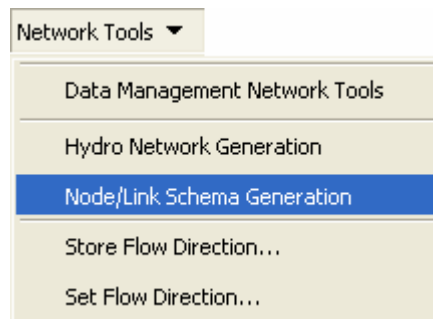 Network Tools ▼
Data Management Network Tools
Hydro Network Generation
Node/Link Schema Generation
Store Flow Direction...
Set Flow Direction...